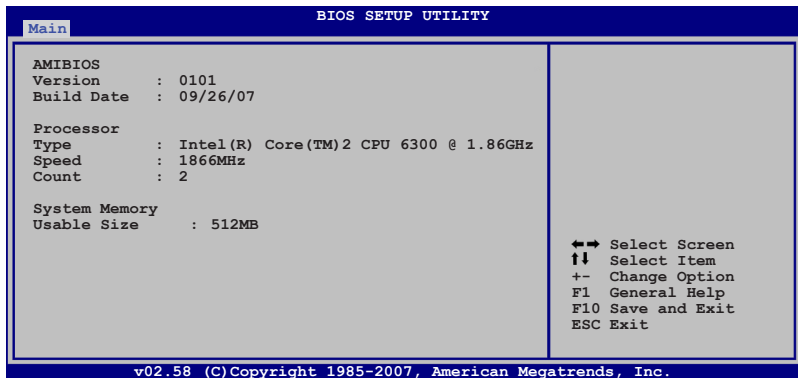 BIOS SETUP UTILITY
Main
AMIBIOS
Version : 0101
Build Date : 09/26/07
Processor
Type : Intel(R) Core(TM)2 CPU 6300 @ 1.86GHz
Speed : 1866MHz
Count : 2
System Memory
Usable Size : 512MB
←→ Select Screen
↑↓ Select Item
+- Change Option
F1 General Help
F10 Save and Exit
ESC Exit
v02.58 (C)Copyright 1985-2007, American Megatrends, Inc.